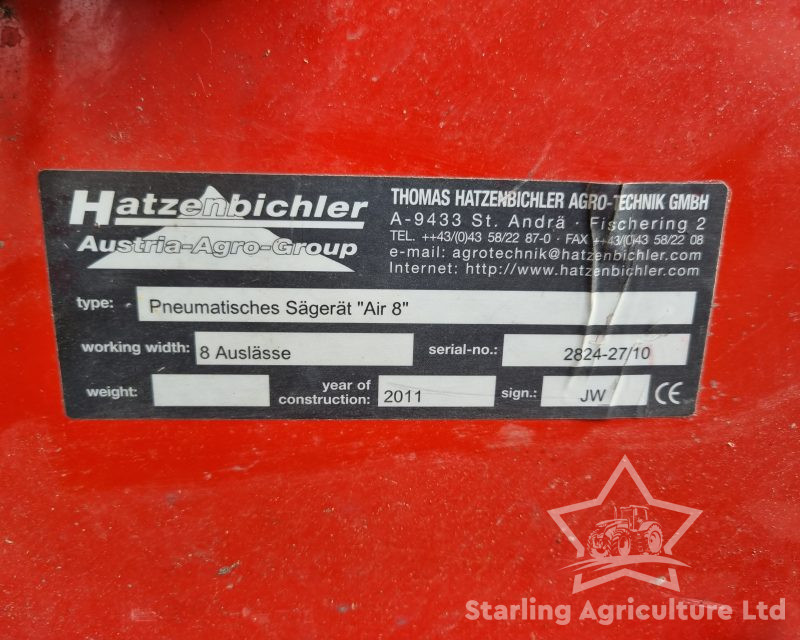 Hatzenbichler
Austria-Agro-Group
THOMAS HATZENBICHLER AGRO-TECHNIK GMBH
A-9433 St. Andrä · Fischering 2
TEL. ++43/(0)43 58/22 87-0 · FAX ++43/(0)43 58/22 08
e-mail: agrotechnik@hatzenbichler.com
Internet: http://www.hatzenbichler.com
type: Pneumatisches Sägerät "Air 8"
working width: 8 Auslässe serial-no.: 2824-27/10
weight: year of construction: 2011 sign.: JW CE
Starling Agriculture Ltd